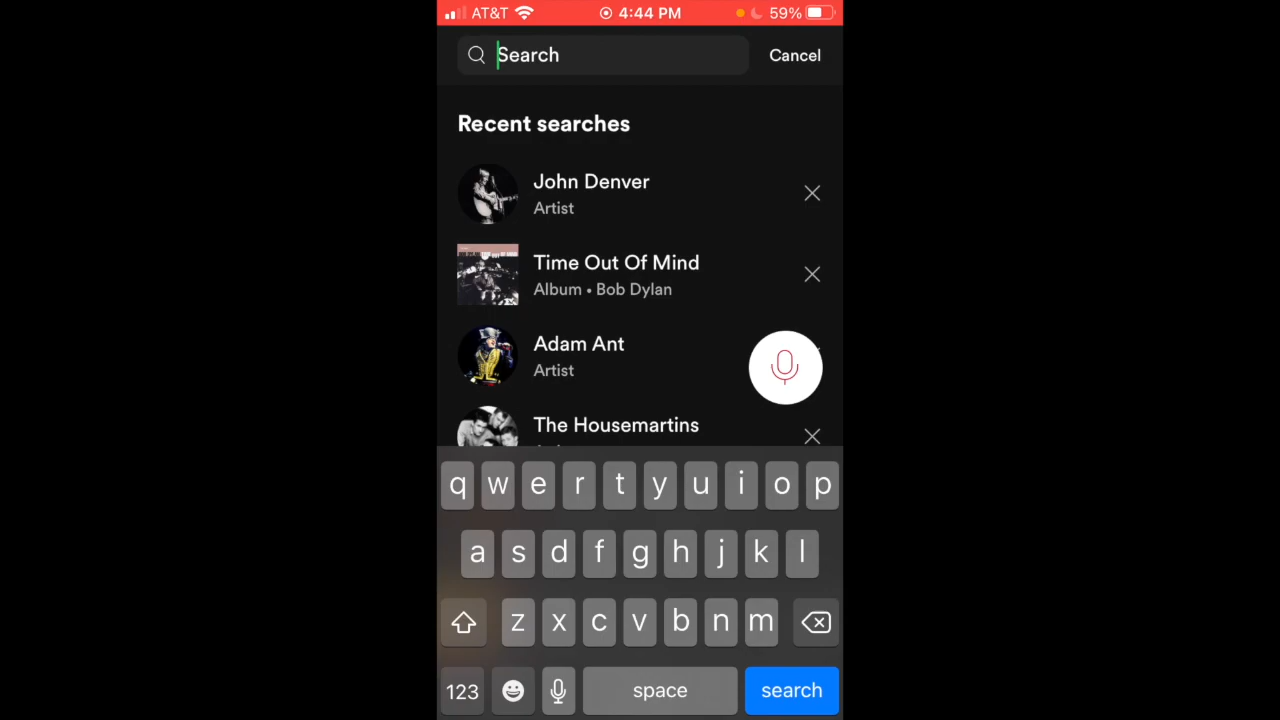 AT&T 4:44 PM 59%
Search Cancel
Recent searches
John Denver
Artist
Time Out Of Mind
Album • Bob Dylan
Adam Ant
Artist
The Housemartins
q w e r t y u i o p
a s d f g h j k l
z x c v b n m
123 space search